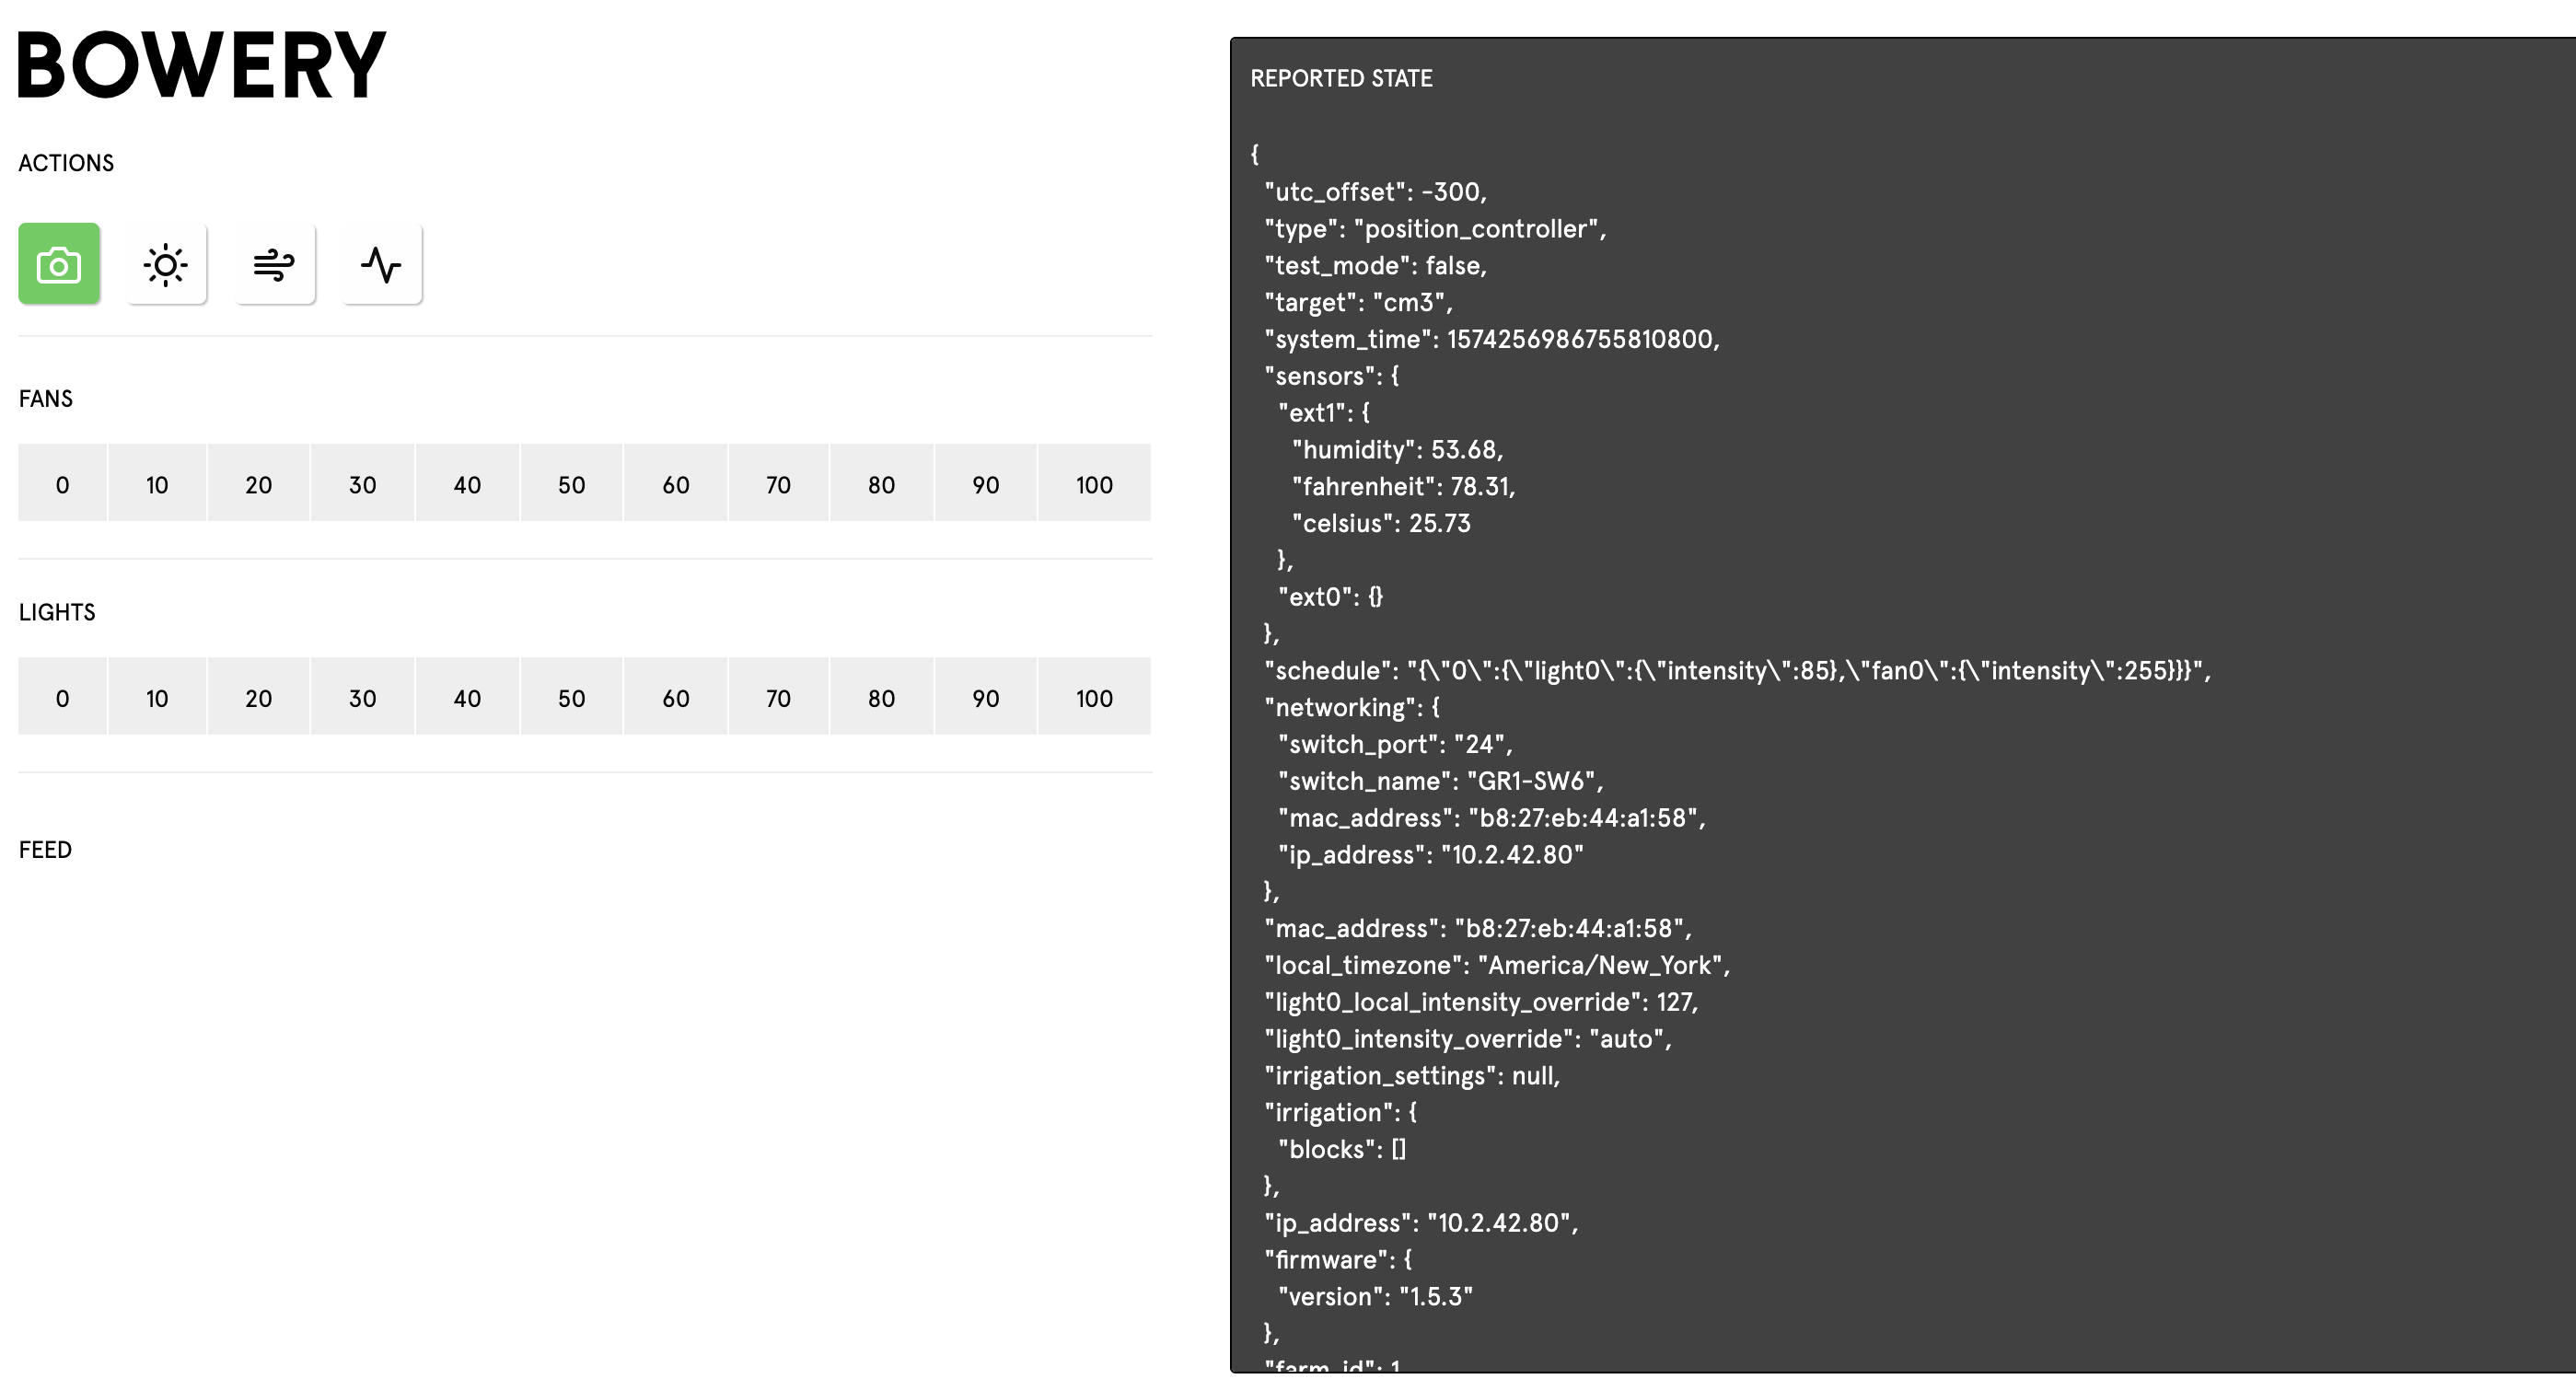 BOWERY
ACTIONS
FANS
0 10 20 30 40 50 60 70 80 90 100
LIGHTS
0 10 20 30 40 50 60 70 80 90 100
FEED
REPORTED STATE
{
"utc_offset": -300,
"type": "position_controller",
"test_mode": false,
"target": "cm3",
"system_time": 1574256986755810800,
"sensors": {
"ext1": {
"humidity": 53.68,
"fahrenheit": 78.31,
"celsius": 25.73
},
"ext0": {}
},
"schedule": "{\"0\":{\"light0\":{\"intensity\":85},\"fan0\":{\"intensity\":255}}}",
"networking": {
"switch_port": "24",
"switch_name": "GR1-SW6",
"mac_address": "b8:27:eb:44:a1:58",
"ip_address": "10.2.42.80"
},
"mac_address": "b8:27:eb:44:a1:58",
"local_timezone": "America/New_York",
"light0_local_intensity_override": 127,
"light0_intensity_override": "auto",
"irrigation_settings": null,
"irrigation": {
"blocks": []
},
"ip_address": "10.2.42.80",
"firmware": {
"version": "1.5.3"
},
"farm_id": 1